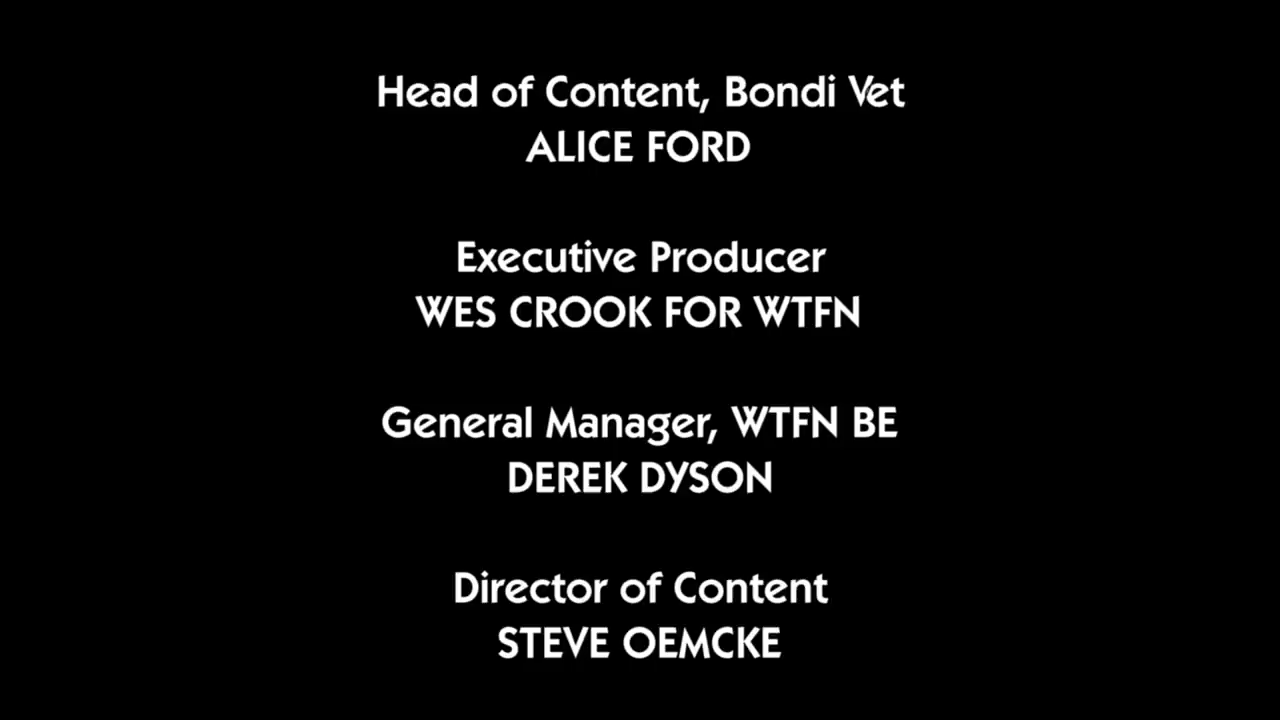 Head of Content, Bondi Vet
ALICE FORD
Executive Producer
WES CROOK FOR WTFN
General Manager, WTFN BE
DEREK DYSON
Director of Content
STEVE OEMCKE